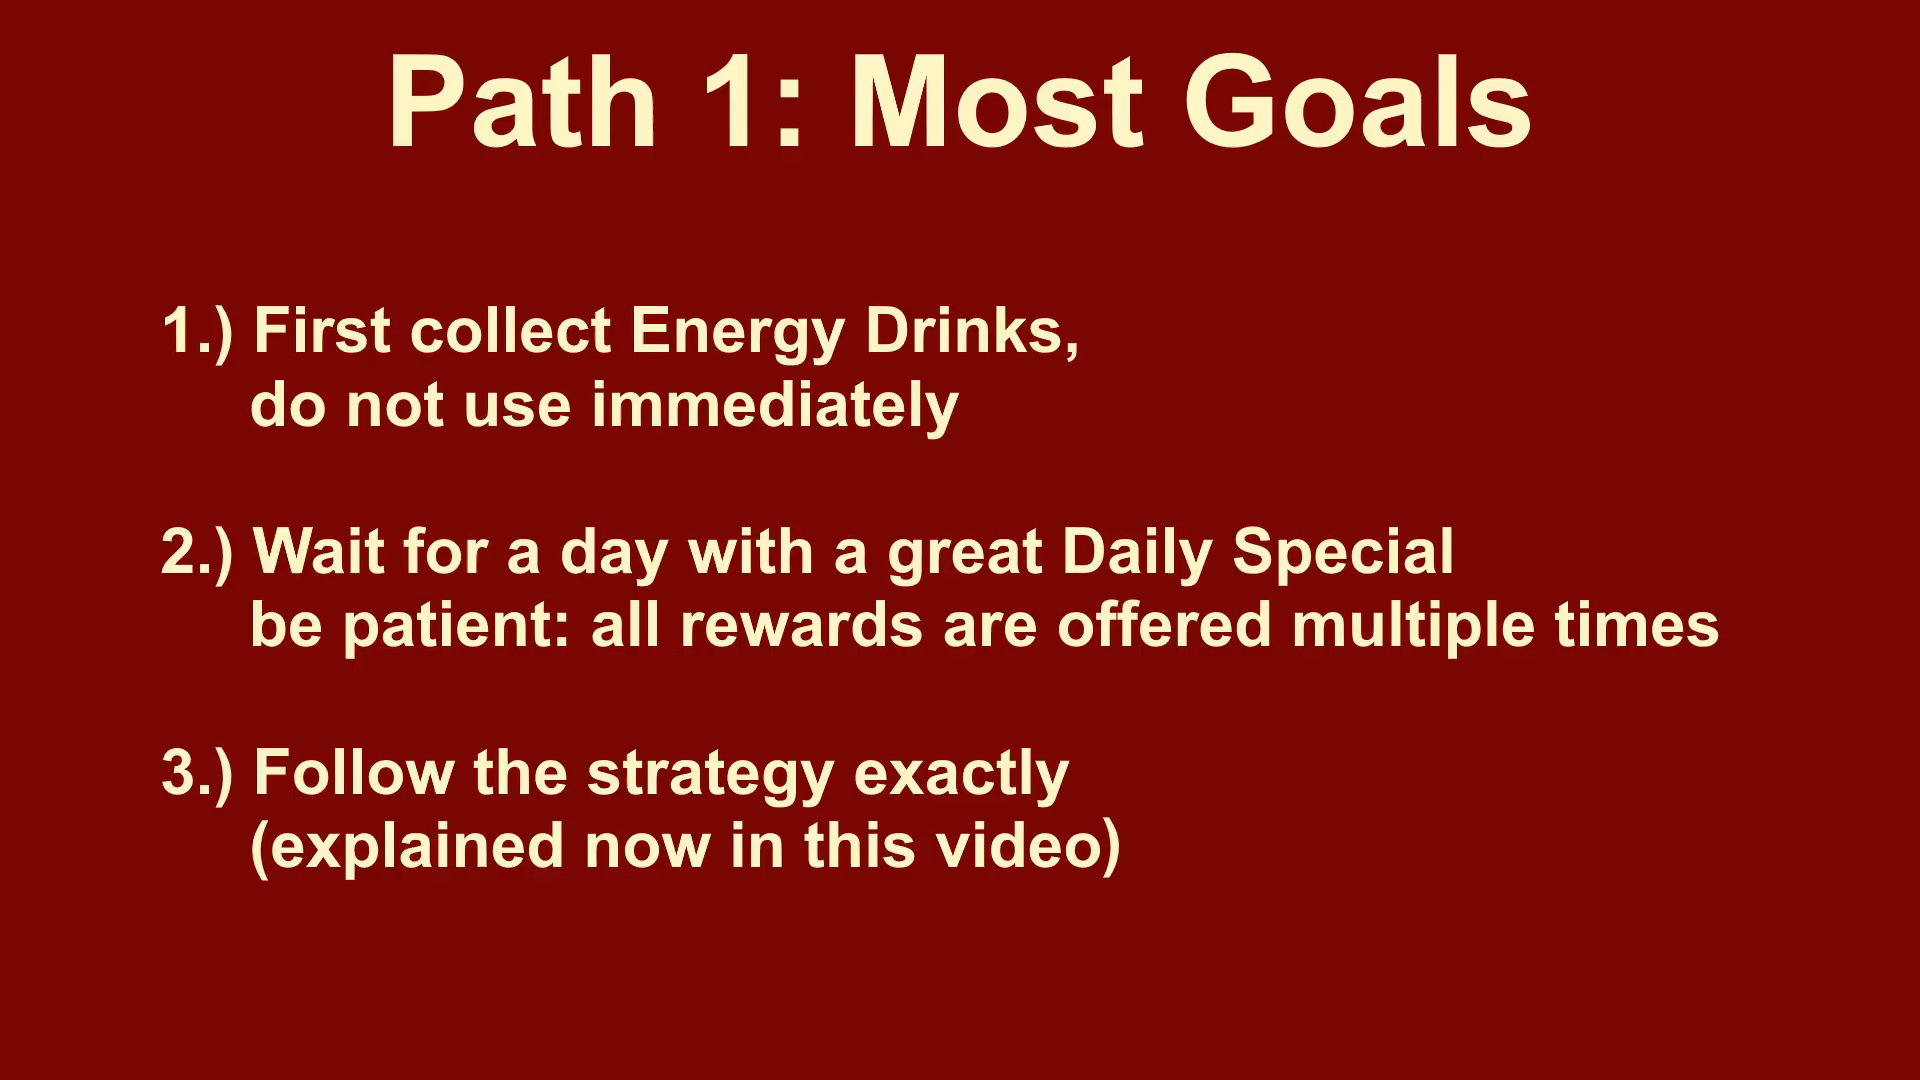 Path 1: Most Goals
1.) First collect Energy Drinks,
do not use immediately
2.) Wait for a day with a great Daily Special
be patient: all rewards are offered multiple times
3.) Follow the strategy exactly
(explained now in this video)